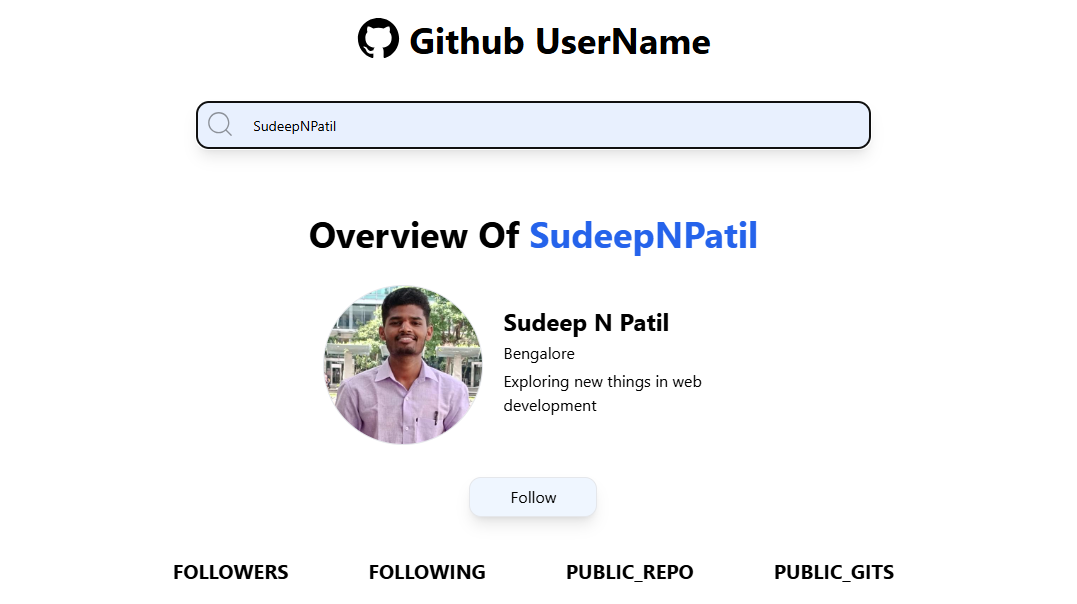 Github UserName
SudeepNPatil
Overview Of SudeepNPatil
Sudeep N Patil
Bengalore
Exploring new things in web
development
Follow
FOLLOWERS FOLLOWING PUBLIC_REPO PUBLIC_GITS